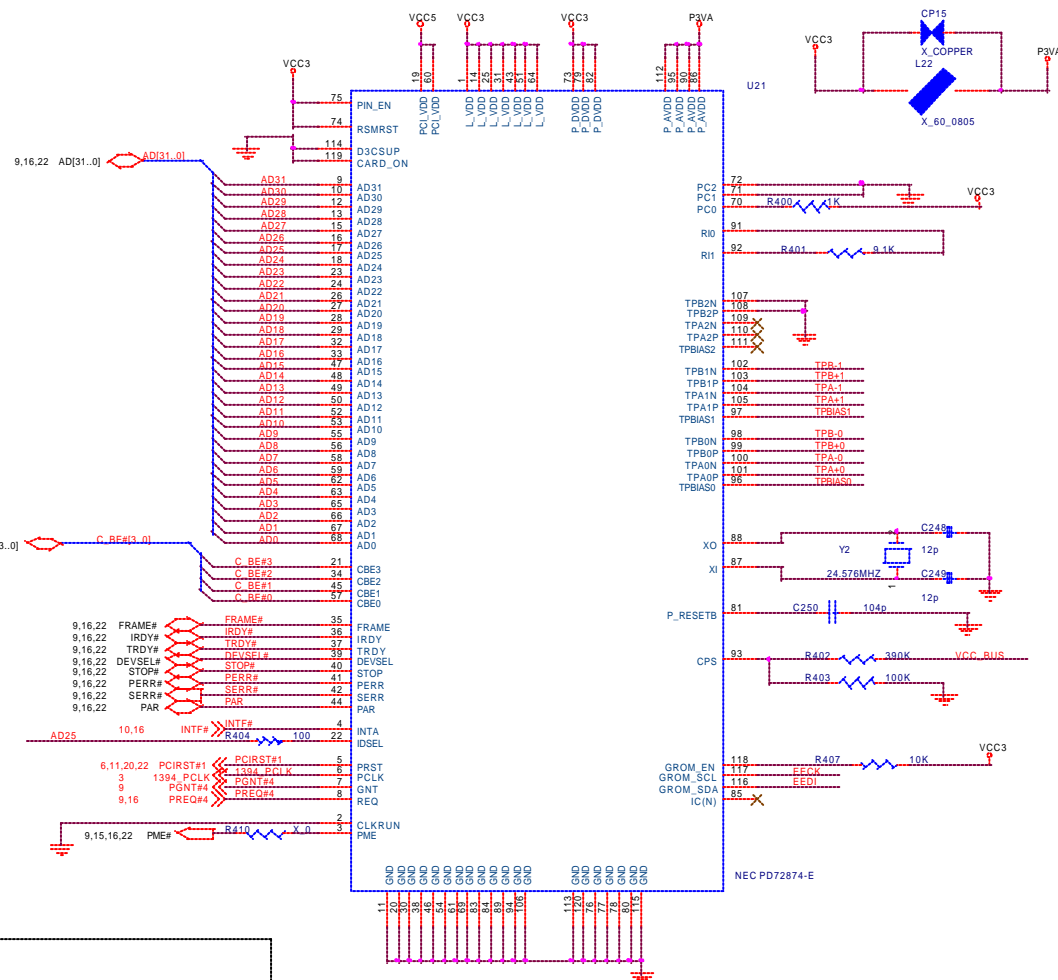 VCC5
VCC3
VCC3
P3VA
CP15
X_COPPER
VCC3
P3VA
L22
X_60_0805
VCC3
U21
19 PCI_VDD
60 PCI_VDD
1 L_VDD
14 L_VDD
25 L_VDD
31 L_VDD
43 L_VDD
51 L_VDD
64 L_VDD
73 P_DVDD
79 P_DVDD
82 P_DVDD
112 P_AVDD
95 P_AVDD
90 P_AVDD
86 P_AVDD
75 PIN_EN
74 RSMRST
114 D3CSUP
119 CARD_ON
9,16,22 AD[31..0] AD[31..0]
AD31 9 AD31
AD30 10 AD30
AD29 12 AD29
AD28 13 AD28
AD27 15 AD27
AD26 16 AD26
AD25 17 AD25
AD24 18 AD24
AD23 23 AD23
AD22 24 AD22
AD21 26 AD21
AD20 27 AD20
AD19 28 AD19
AD18 29 AD18
AD17 32 AD17
AD16 33 AD16
AD15 47 AD15
AD14 48 AD14
AD13 49 AD13
AD12 50 AD12
AD11 52 AD11
AD10 53 AD10
AD9 55 AD9
AD8 56 AD8
AD7 58 AD7
AD6 59 AD6
AD5 62 AD5
AD4 63 AD4
AD3 65 AD3
AD2 66 AD2
AD1 67 AD1
AD0 68 AD0
3..0] C_BE#[3..0]
C_BE#3 21 CBE3
C_BE#2 34 CBE2
C_BE#1 45 CBE1
C_BE#0 57 CBE0
9,16,22 FRAME# FRAME# 35 FRAME
9,16,22 IRDY# IRDY# 36 IRDY
9,16,22 TRDY# TRDY# 37 TRDY
9,16,22 DEVSEL# DEVSEL# 39 DEVSEL
9,16,22 STOP# STOP# 40 STOP
9,16,22 PERR# PERR# 41 PERR
9,16,22 SERR# SERR# 42 SERR
9,16,22 PAR PAR 44 PAR
10,16 INTF# INTF# 4 INTA
AD25 R404 100 22 IDSEL
6,11,20,22 PCIRST#1 PCIRST#1 5 PRST
3 1394_PCLK 1394_PCLK 6 PCLK
9 PGNT#4 PGNT#4 7 GNT
9,16 PREQ#4 PREQ#4 8 REQ
2 CLKRUN
9,15,16,22 PME# R410 X_0 3 PME
PC2 72
PC1 71
PC0 70 R400 1K VCC3
RI0 91
RI1 92 R401 9.1K
TPB2N 107
TPB2P 108
TPA2N 109
TPA2P 110
TPBIAS2 111
TPB1N 102 TPB-1
TPB1P 103 TPB+1
TPA1N 104 TPA-1
TPA1P 105 TPA+1
TPBIAS1 97 TPBIAS1
TPB0N 98 TPB-0
TPB0P 99 TPB+0
TPA0N 100 TPA-0
TPA0P 101 TPA+0
TPBIAS0 96 TPBIAS0
XO 88 2 C248
Y2 12p
XI 87 24.576MHZ 1 C249
12p
P_RESETB 81 C250 104p
CPS 93 R402 390K VCC_BUS
R403 100K
VCC3
GROM_EN 118 R407 10K
GROM_SCL 117 EECK
GROM_SDA 116 EEDI
IC(N) 85
NEC PD72874-E
GND 11
GND 20
GND 30
GND 38
GND 46
GND 54
GND 61
GND 69
GND 83
GND 84
GND 89
GND 94
GND 106
GND 113
GND 120
GND 76
GND 77
GND 78
GND 80
GND 115